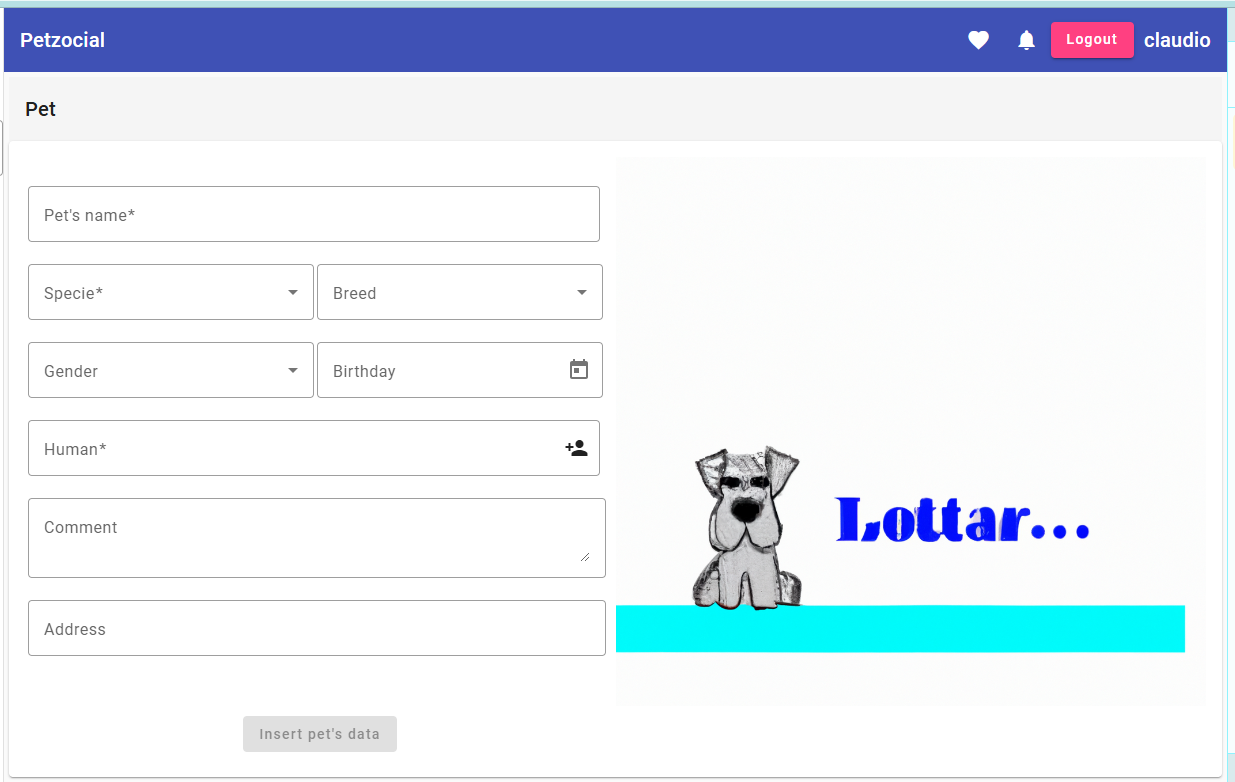 Petzocial Logout claudio
Pet
Pet's name*
Specie* Breed
Gender Birthday
Human*
Comment
Lottar...
Address
Insert pet's data